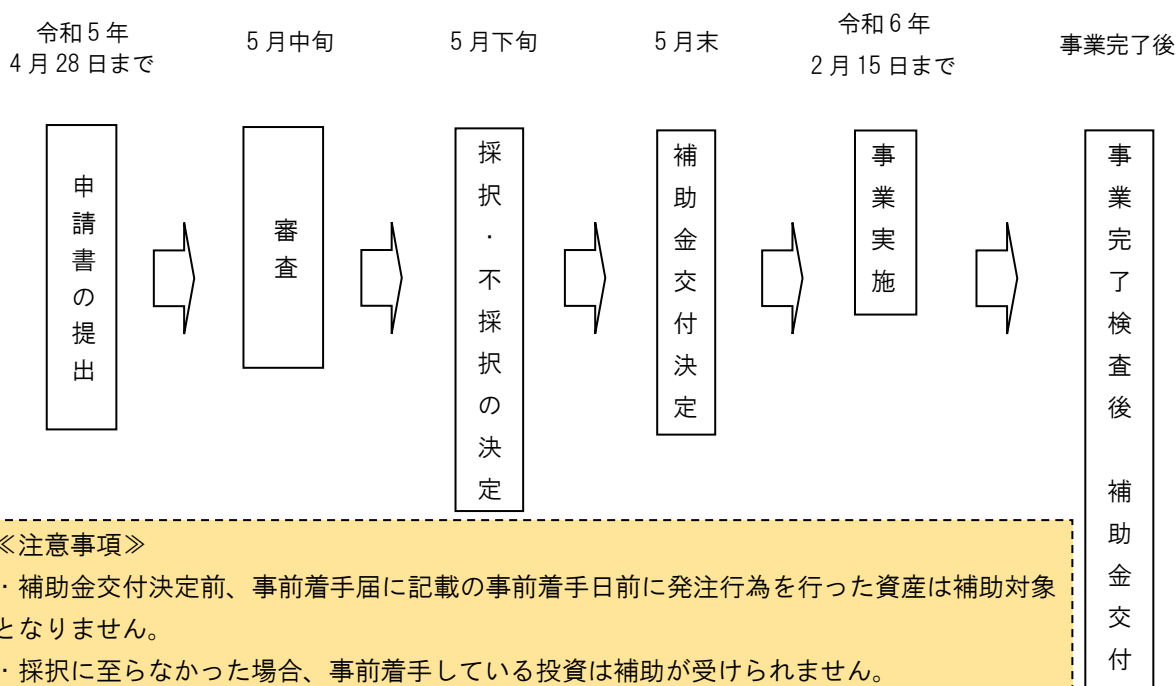 令和5年
4月28日まで
5月中旬
5月下旬
5月末
令和6年
2月15日まで
事業完了後
申請書の提出
審査
採択・不採択の決定
補助金交付決定
事業実施
事業完了検査後　補助金交付
≪注意事項≫
・補助金交付決定前、事前着手届に記載の事前着手日前に発注行為を行った資産は補助対象
となりません。
・採択に至らなかった場合、事前着手している投資は補助が受けられません。